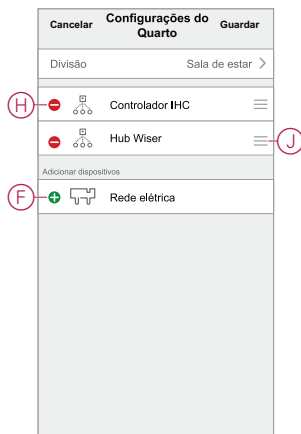 Cancelar Configurações do Quarto Guardar
Divisão Sala de estar
H Controlador IHC
Hub Wiser J
Adicionar dispositivos
F Rede elétrica